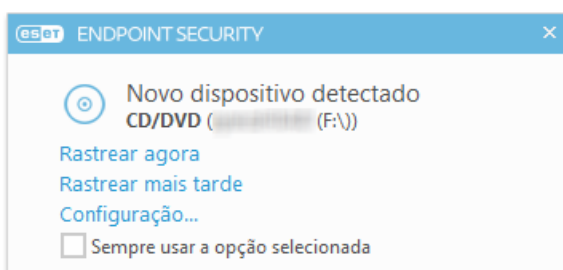 eset ENDPOINT SECURITY
Novo dispositivo detectado
CD/DVD ( (F:\))
Rastrear agora
Rastrear mais tarde
Configuração...
Sempre usar a opção selecionada